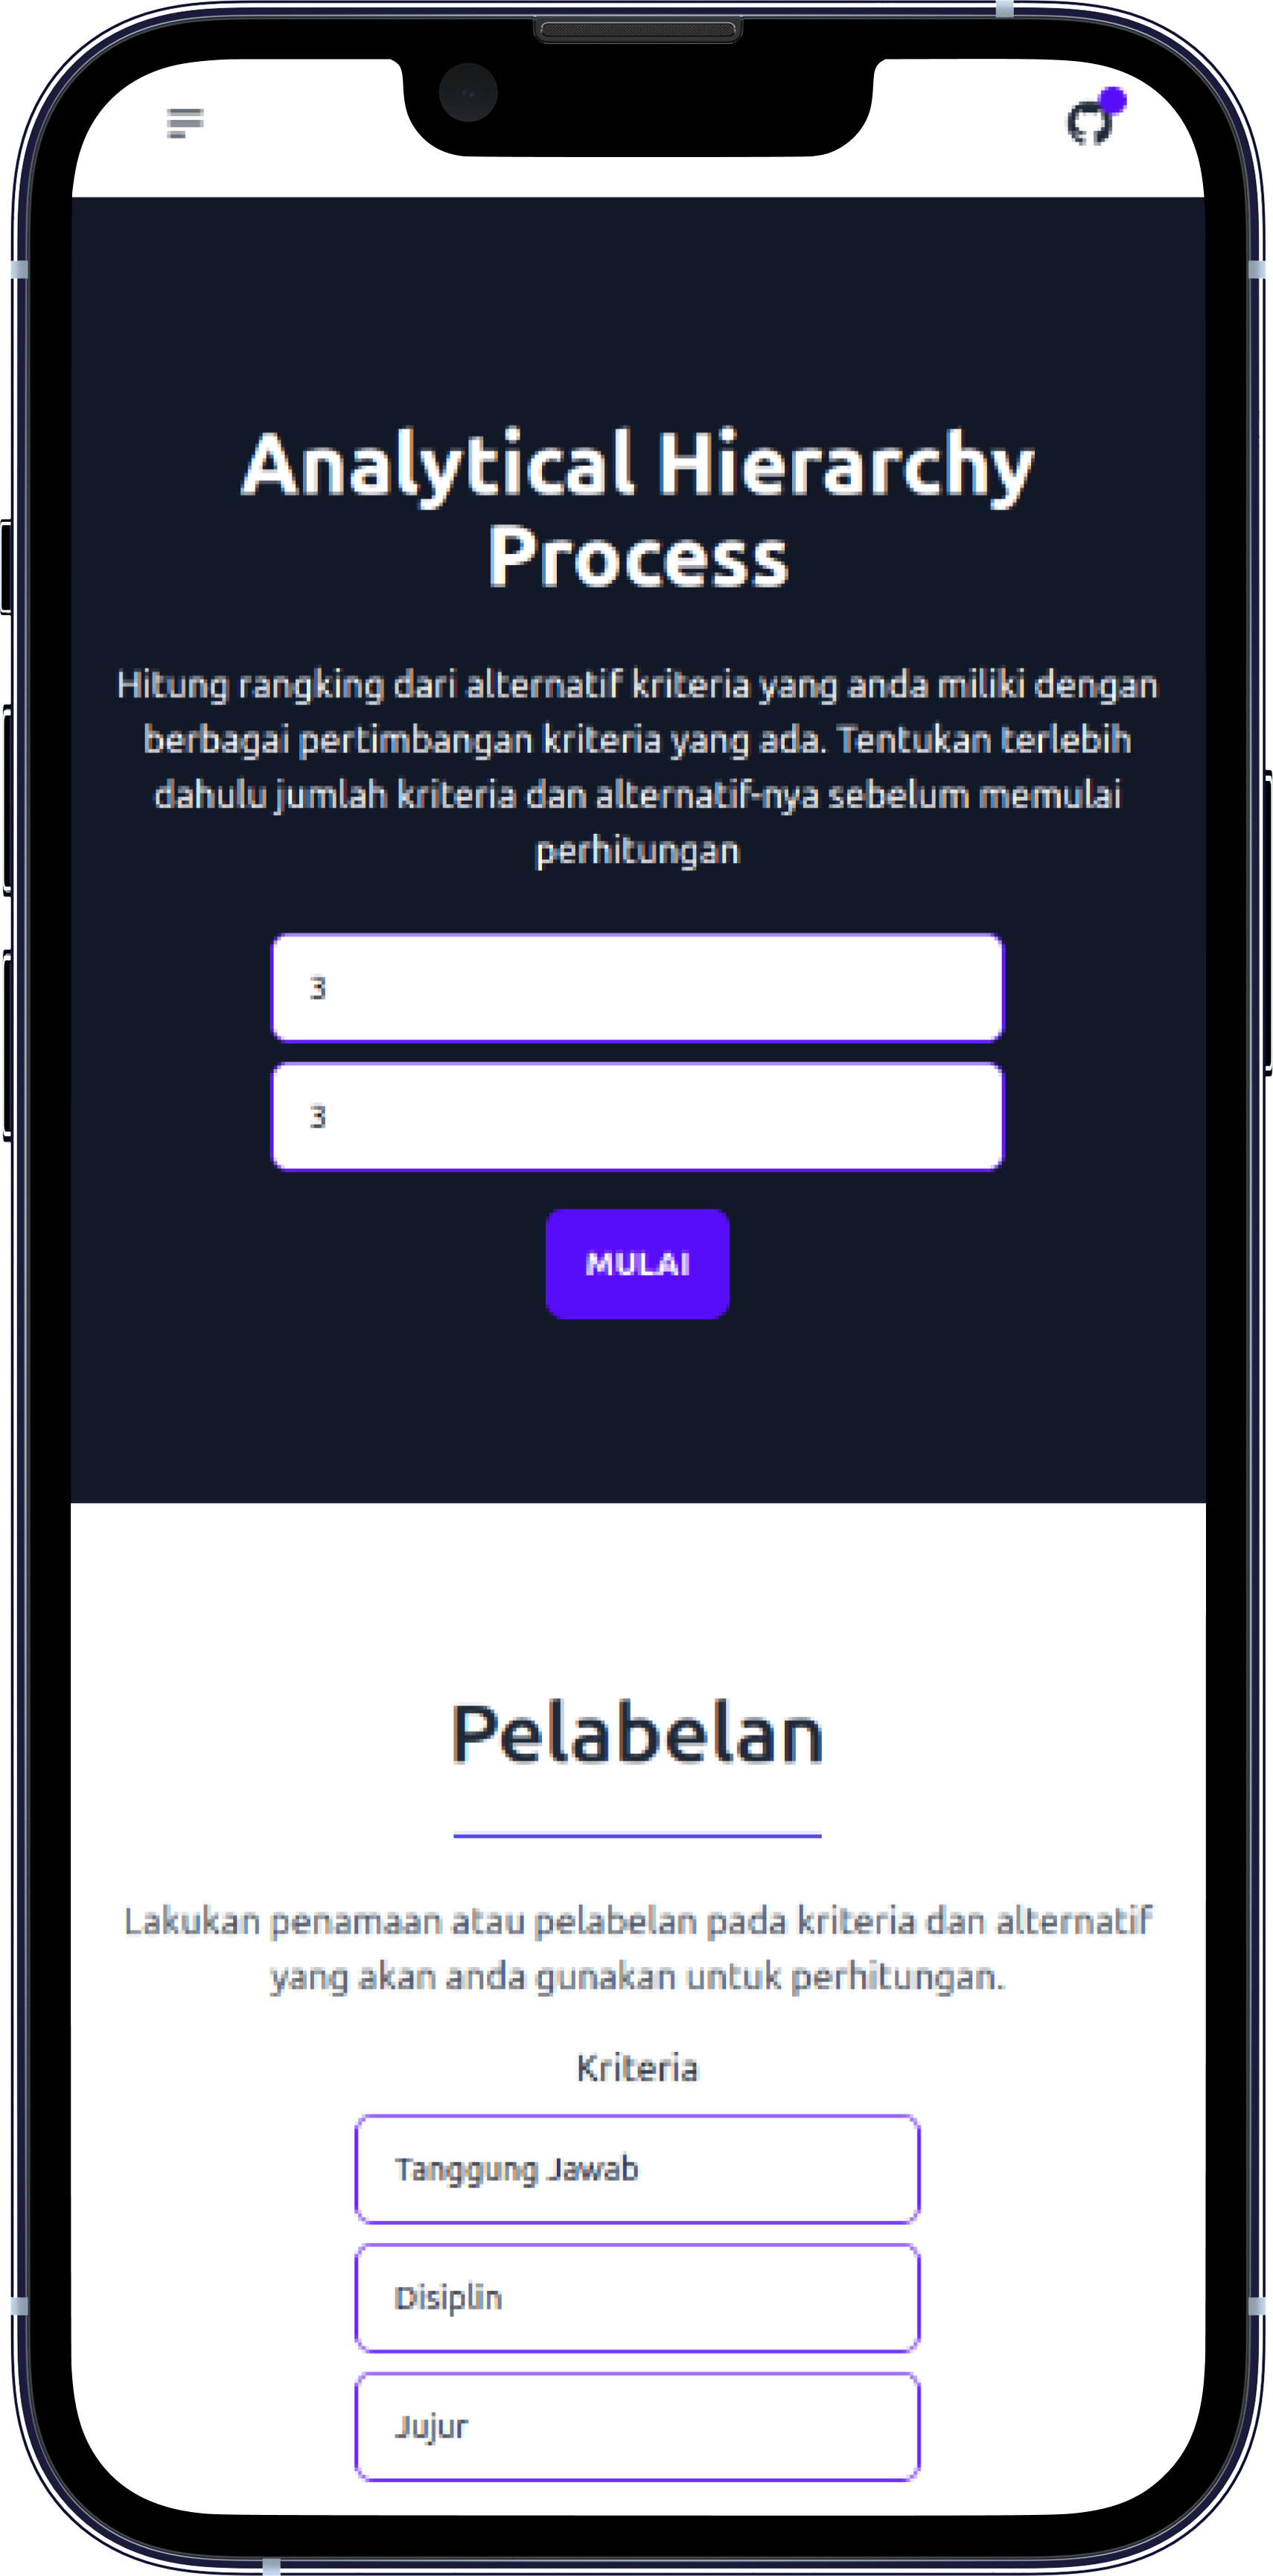 Analytical Hierarchy
Process
Hitung rangking dari alternatif kriteria yang anda miliki dengan
berbagai pertimbangan kriteria yang ada. Tentukan terlebih
dahulu jumlah kriteria dan alternatif-nya sebelum memulai
perhitungan
3
3
MULAI
Pelabelan
Lakukan penamaan atau pelabelan pada kriteria dan alternatif
yang akan anda gunakan untuk perhitungan.
Kriteria
Tanggung Jawab
Disiplin
Jujur